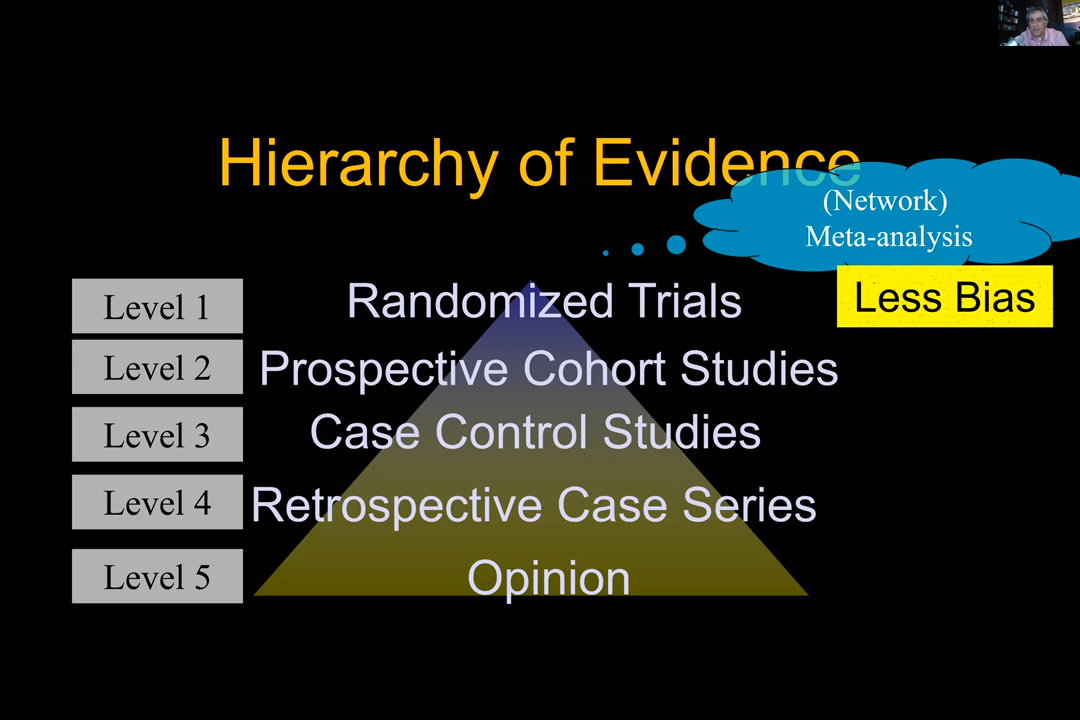 Hierarchy of Evidence
(Network)
Meta-analysis
Level 1
Randomized Trials
Less Bias
Level 2
Prospective Cohort Studies
Level 3
Case Control Studies
Level 4
Retrospective Case Series
Level 5
Opinion